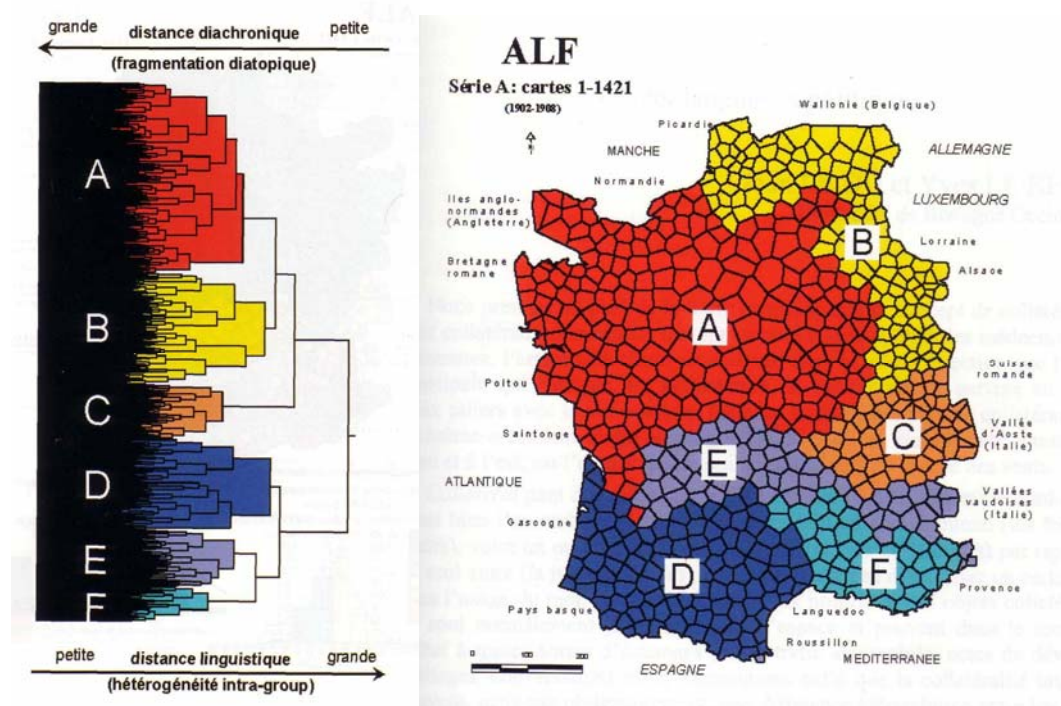 grande
distance diachronique
petite
(fragmentation diatopique)
A
B
C
D
E
F
petite
distance linguistique
grande
(hétérogénéité intra-group)
ALF
Série A: cartes 1-1421
(1902-1908)
Wallonie (Belgique)
Picardie
MANCHE
ALLEMAGNE
Normandie
LUXEMBOURG
Iles anglo-
normandes
(Angleterre)
Lorraine
Alsace
Bretagne
romane
B
A
Suisse
romande
Poitou
Vallée
d'Aoste
(Italie)
C
Saintonge
E
ATLANTIQUE
Vallées
vaudoises
(Italie)
Gascogne
D
F
Provence
Pays basque
Languedoc
Roussillon
ESPAGNE
MEDITERRANEE
0
100